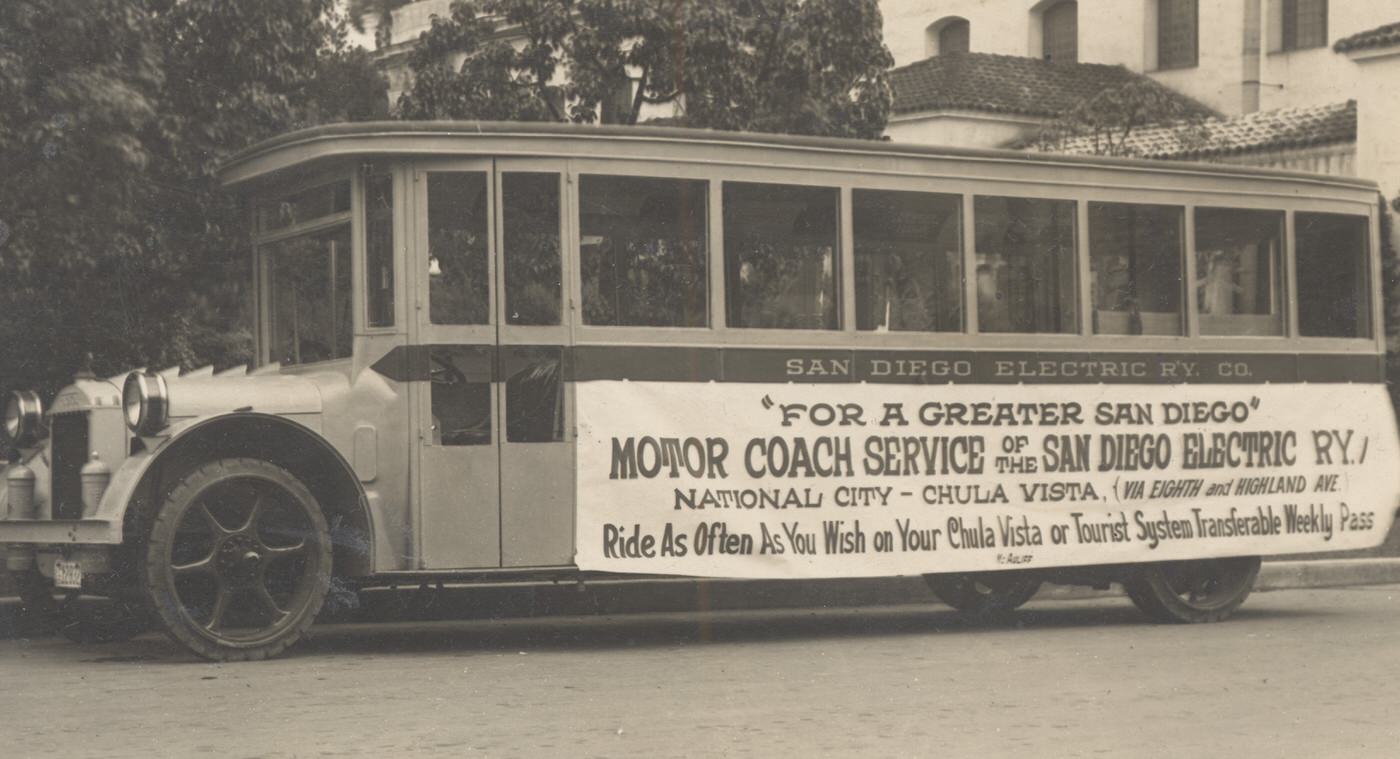 SAN DIEGO ELECTRIC R'Y. CO.
"FOR A GREATER SAN DIEGO"
MOTOR COACH SERVICE OF THE SAN DIEGO ELECTRIC RY./
NATIONAL CITY - CHULA VISTA, (VIA EIGHTH and HIGHLAND AVE.)
Ride As Often As You Wish on Your Chula Vista or Tourist System Transferable Weekly Pass